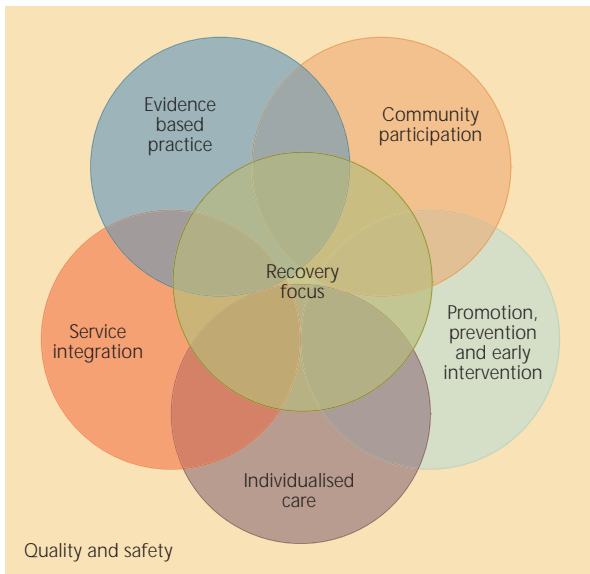 Evidence
based
practice
Community
participation
Recovery
focus
Service
integration
Promotion,
prevention
and early
intervention
Individualised
care
Quality and safety